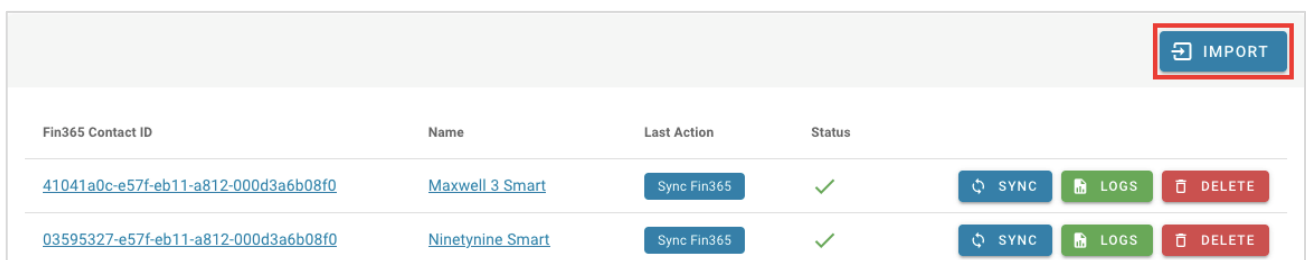 IMPORT
Fin365 Contact ID Name Last Action Status
41041a0c-e57f-eb11-a812-000d3a6b08f0 Maxwell 3 Smart Sync Fin365 SYNC LOGS DELETE
03595327-e57f-eb11-a812-000d3a6b08f0 Ninetynine Smart Sync Fin365 SYNC LOGS DELETE